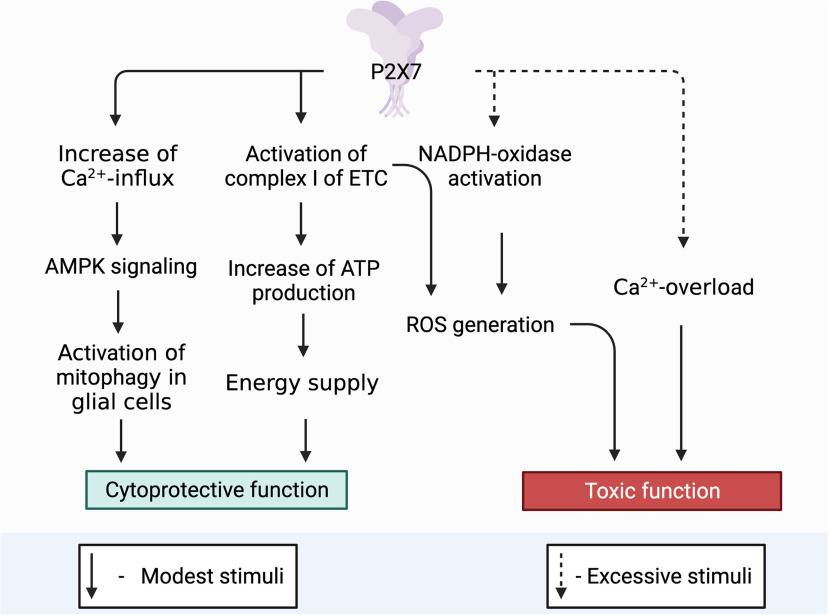 P2X7
Increase of
Ca²⁺-influx
Activation of
complex I of ETC
NADPH-oxidase
activation
AMPK signaling
Increase of ATP
production
Ca²⁺-overload
ROS generation
Activation of
mitophagy in
glial cells
Energy supply
Cytoprotective function
Toxic function
- Modest stimuli
- Excessive stimuli